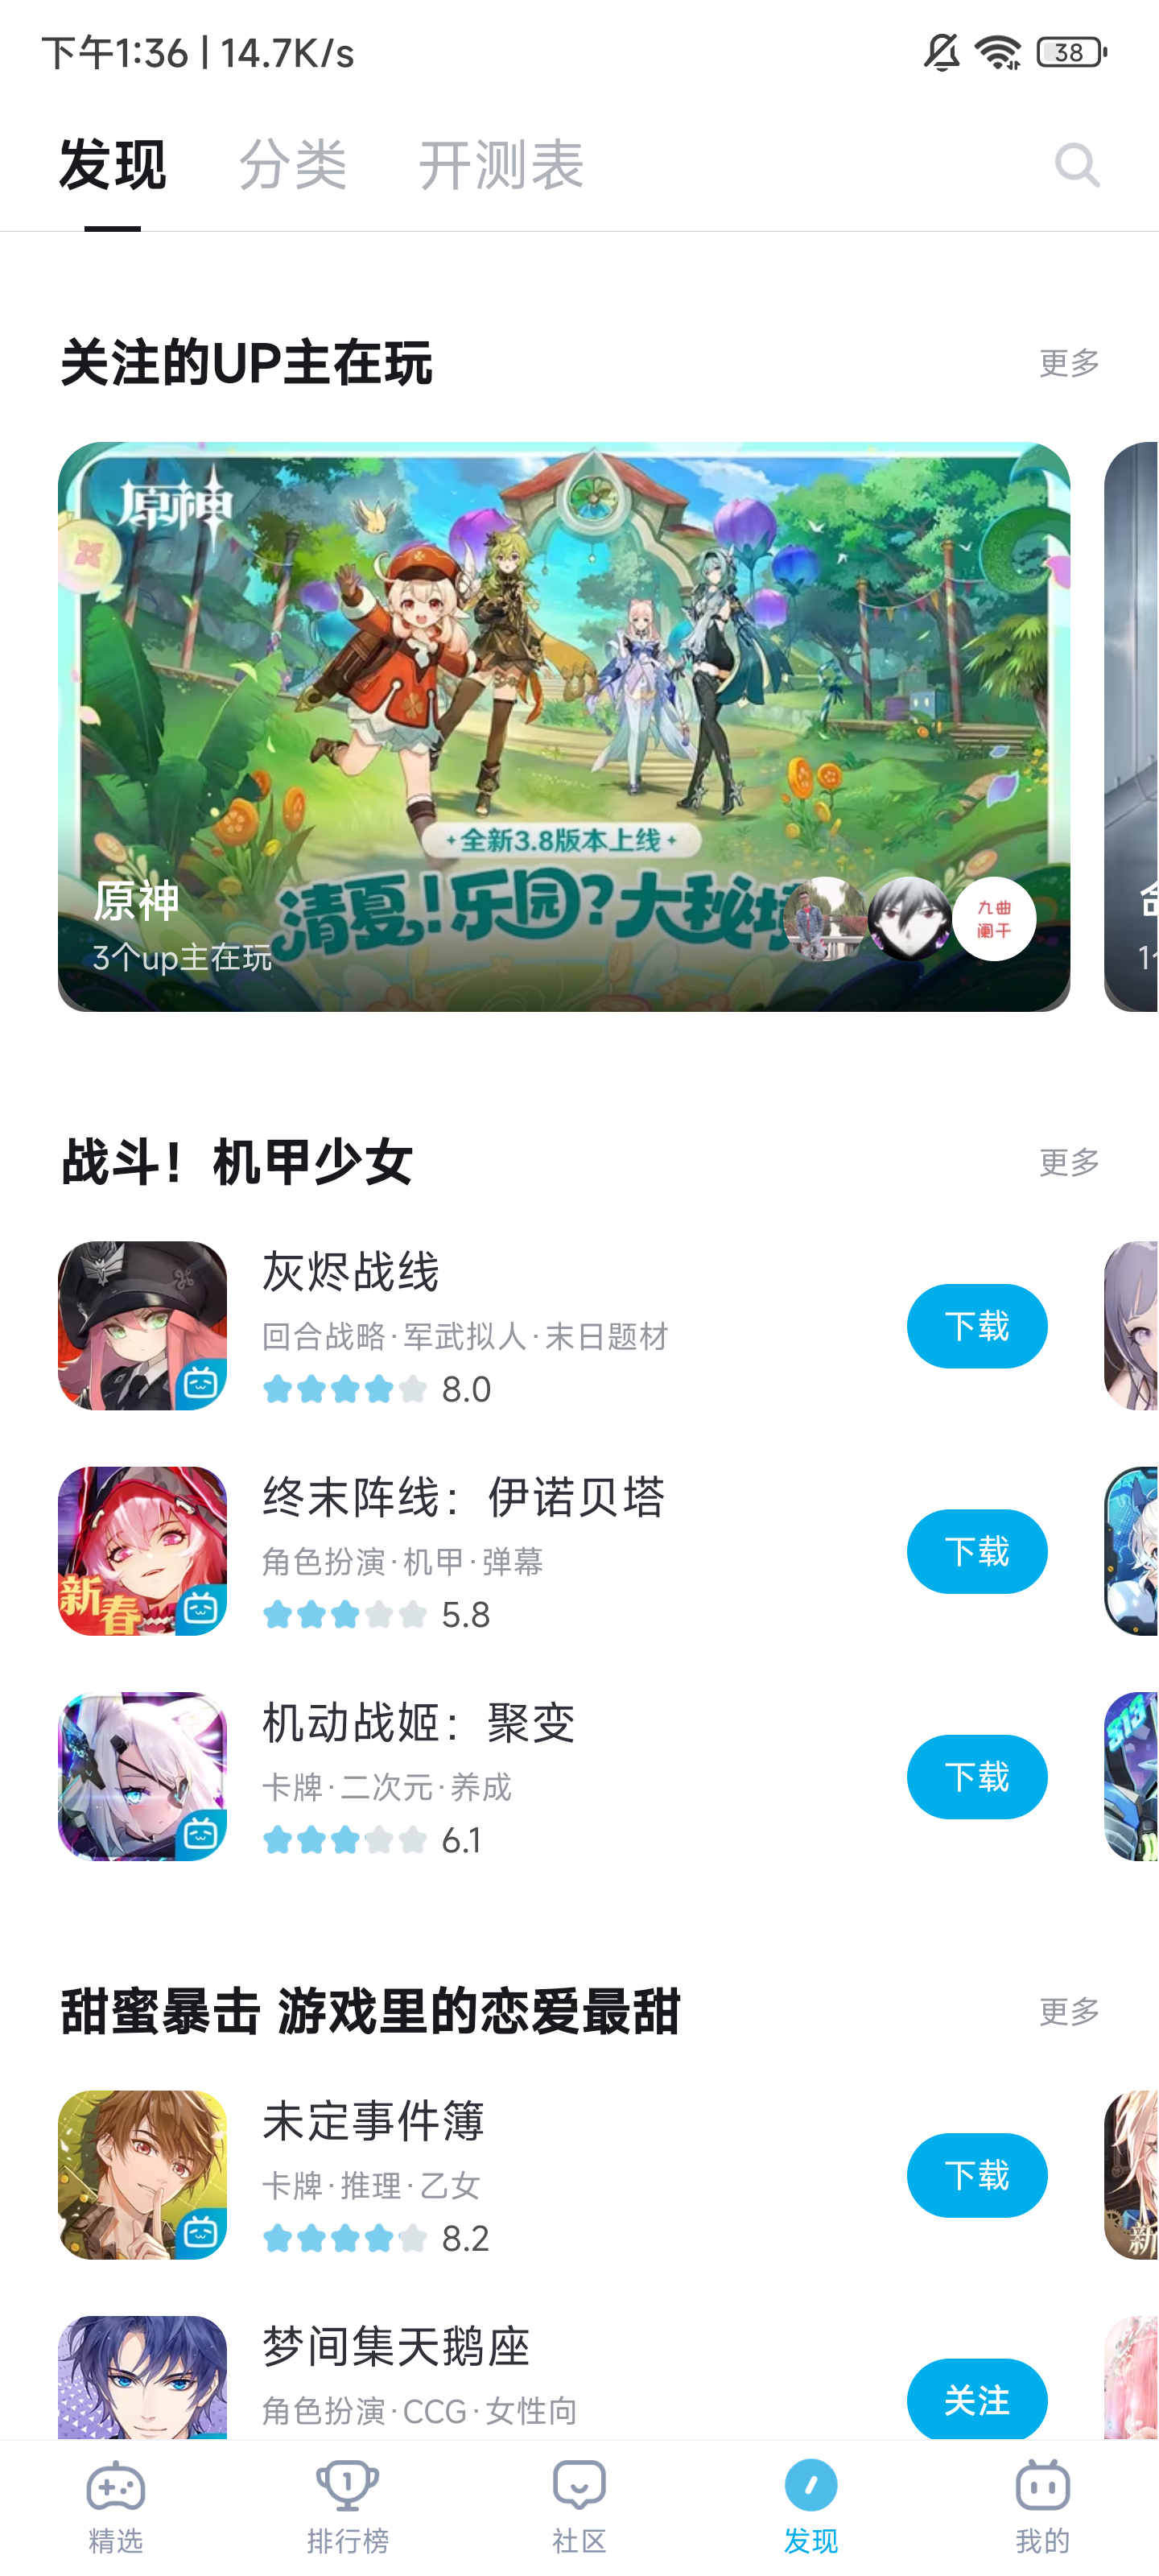 下午1:36 | 14.7K/s
38
发现
分类
开测表
关注的UP主在玩
更多
原神
全新3.8版本上线
清夏!乐园?大秘
原神
3个up主在玩
九曲
阑干
战斗！机甲少女
更多
灰烬战线
回合战略·军武拟人·末日题材
8.0
下载
终末阵线：伊诺贝塔
角色扮演·机甲·弹幕
5.8
下载
新春
机动战姬：聚变
卡牌·二次元·养成
6.1
下载
甜蜜暴击 游戏里的恋爱最甜
更多
未定事件簿
卡牌·推理·乙女
8.2
下载
新
梦间集天鹅座
角色扮演·CCG·女性向
关注
精选
排行榜
社区
发现
我的